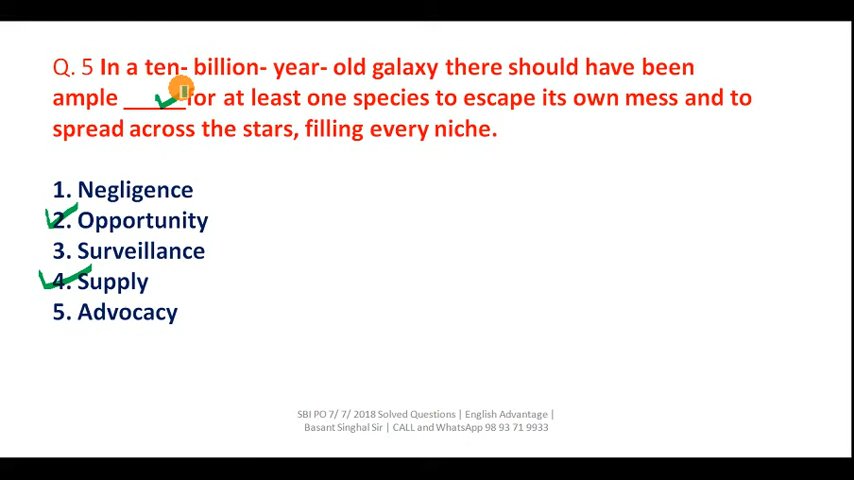 Q. 5 In a ten- billion- year- old galaxy there should have been
ample ______for at least one species to escape its own mess and to
spread across the stars, filling every niche.
1. Negligence
2. Opportunity
3. Surveillance
4. Supply
5. Advocacy
SBI PO 7/ 7/ 2018 Solved Questions | English Advantage |
Basant Singhal Sir | CALL and WhatsApp 98 93 71 9933